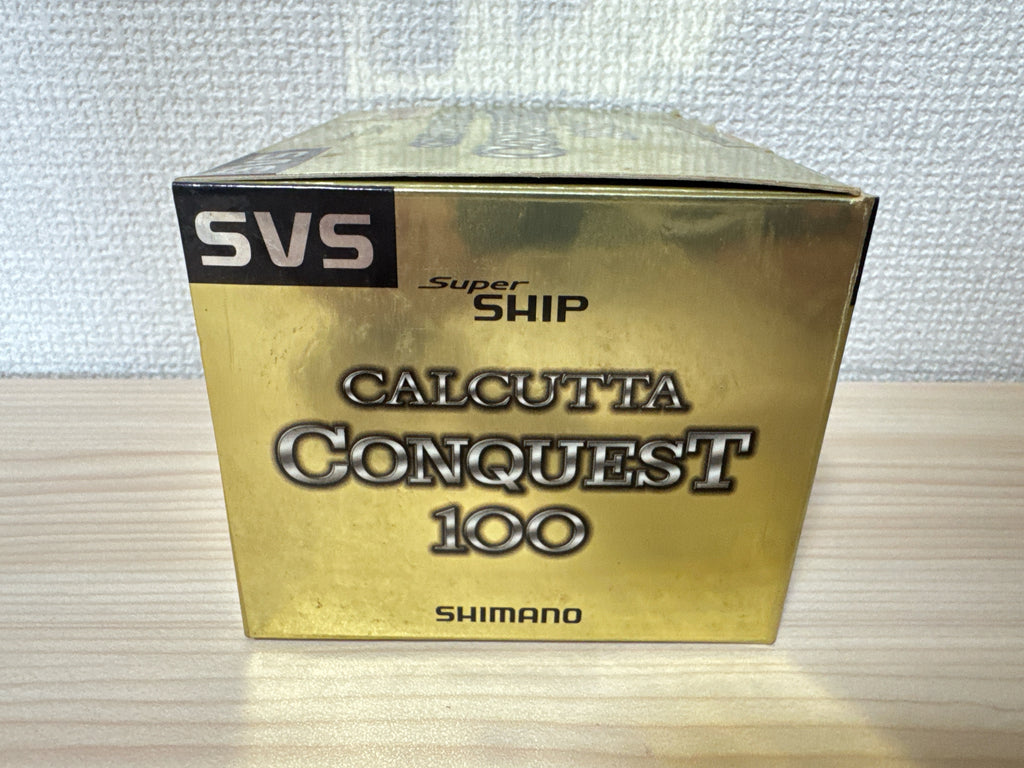 SVS
Super
SHIP
CALCUTTA
CONQUEST
100
SHIMANO